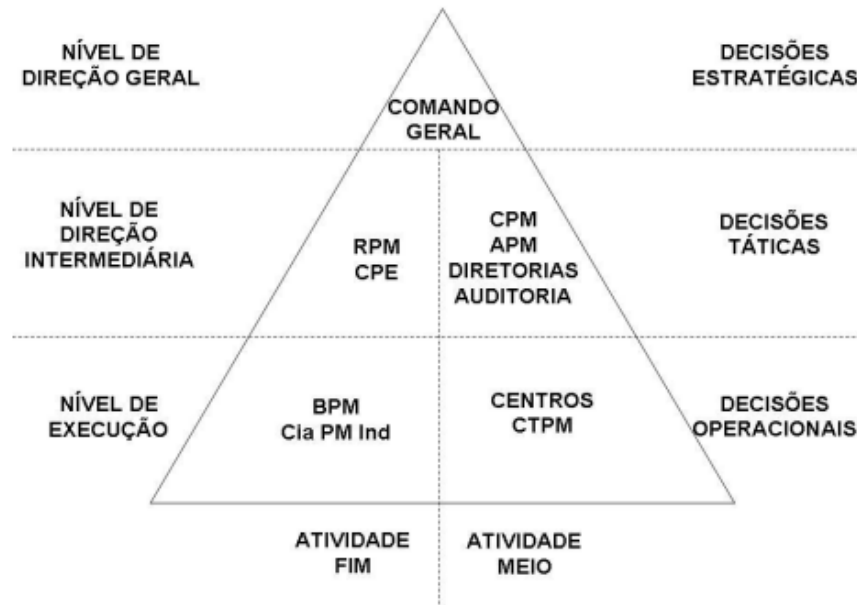 NÍVEL DE
DIREÇÃO GERAL
COMANDO
GERAL
DECISÕES
ESTRATÉGICAS
NÍVEL DE
DIREÇÃO
INTERMEDIÁRIA
RPM
CPE
CPM
APM
DIRETORIAS
AUDITORIA
DECISÕES
TÁTICAS
NÍVEL DE
EXECUÇÃO
BPM
Cia PM Ind
CENTROS
CTPM
DECISÕES
OPERACIONAIS
ATIVIDADE
FIM
ATIVIDADE
MEIO